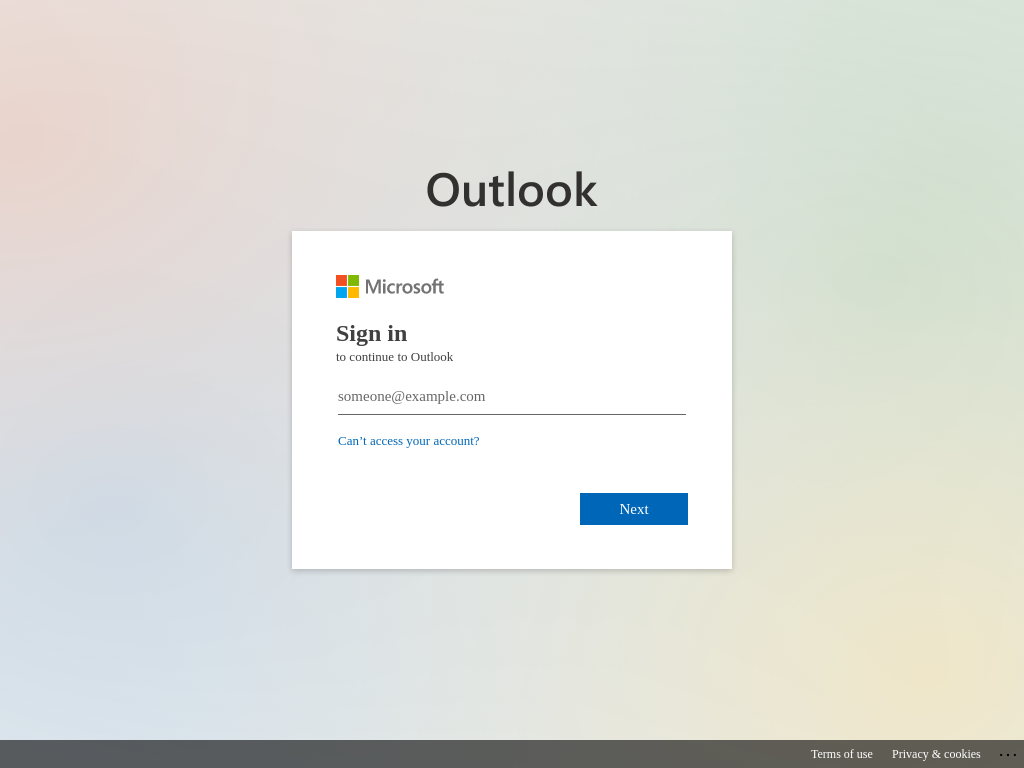 Outlook
Microsoft
Sign in
to continue to Outlook
someone@example.com
Can’t access your account?
Next
Terms of use Privacy & cookies ...